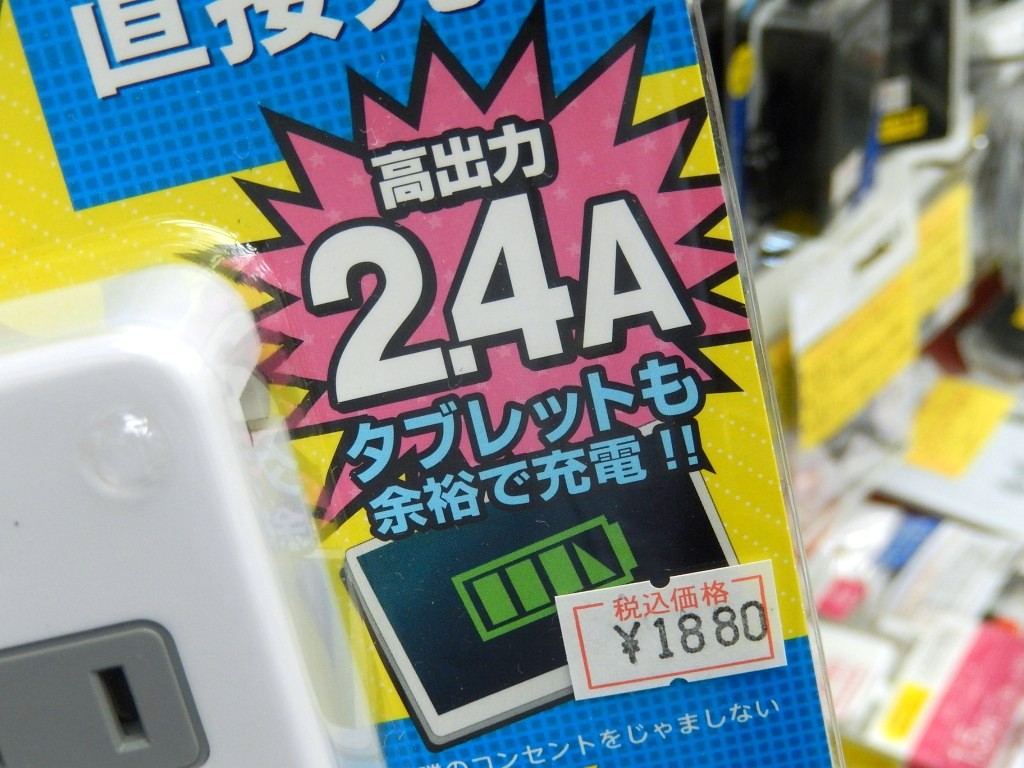 直接充
高出力
2.4A
タブレットも
余裕で充電!!
税込価格
¥1880
のコンセントをじゃましない